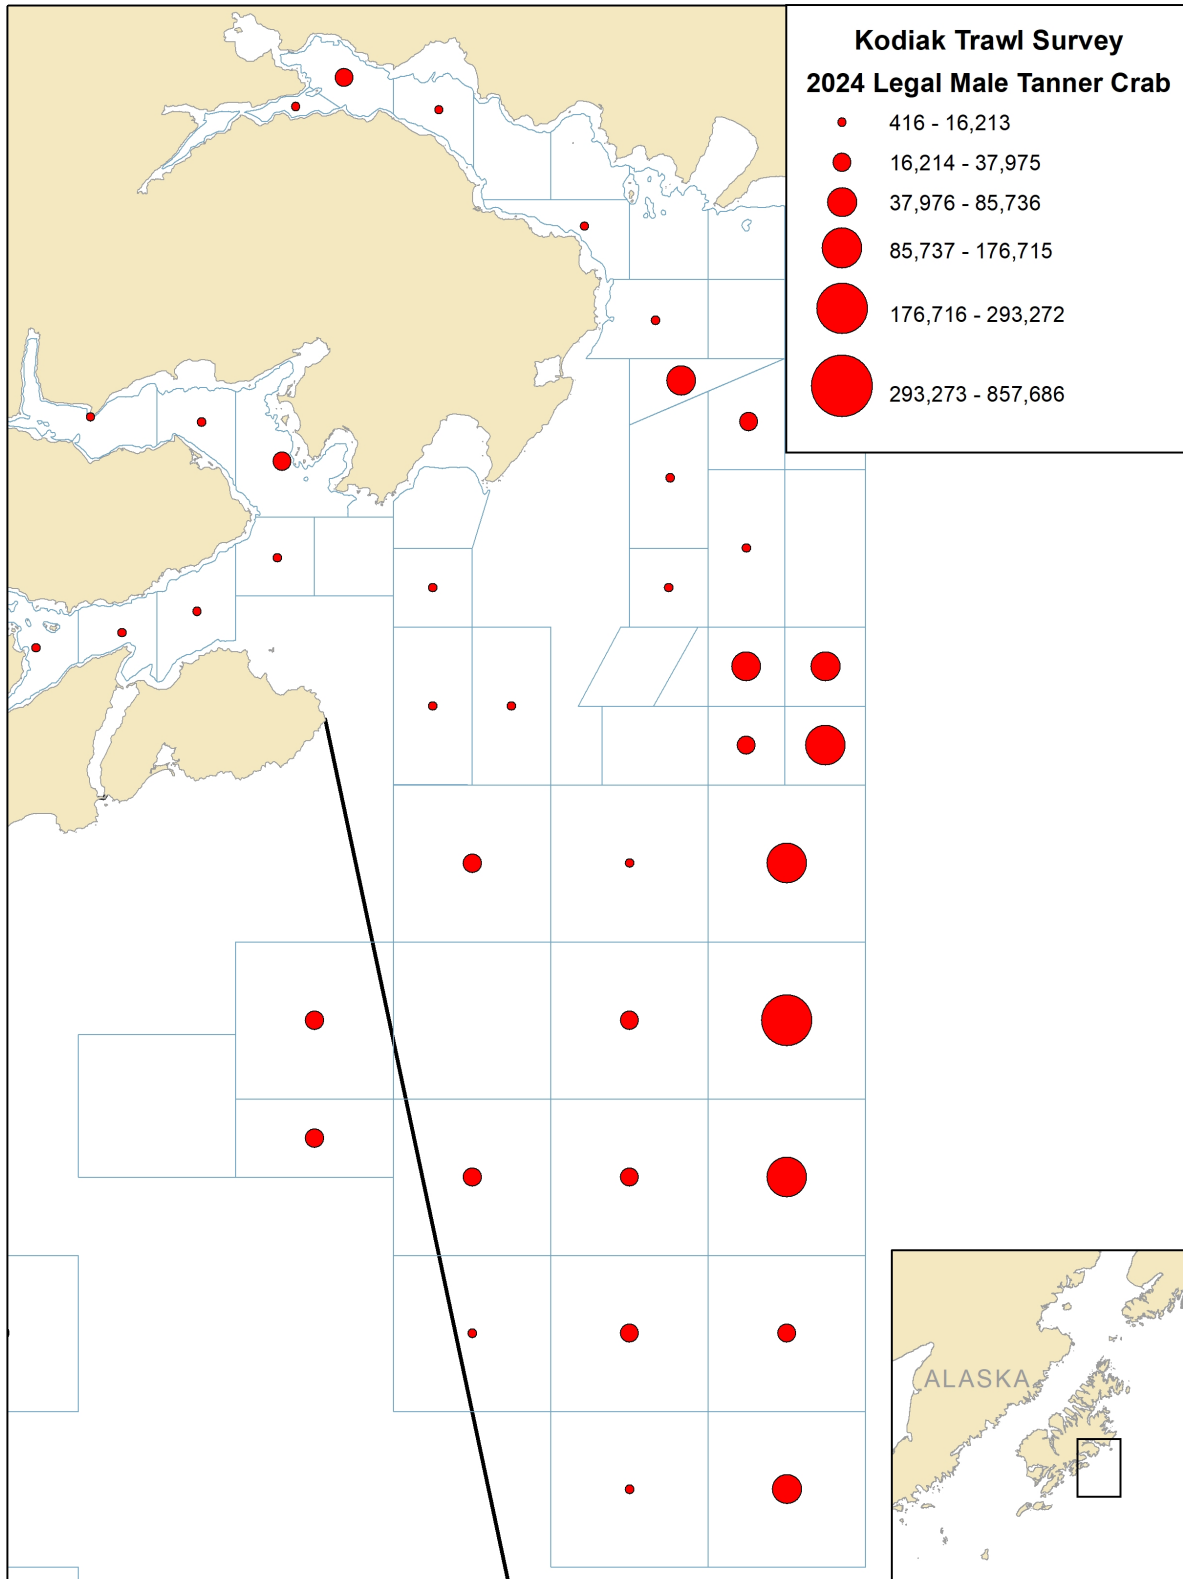 Kodiak Trawl Survey
2024 Legal Male Tanner Crab
416 - 16,213
16,214 - 37,975
37,976 - 85,736
85,737 - 176,715
176,716 - 293,272
293,273 - 857,686
ALASKA